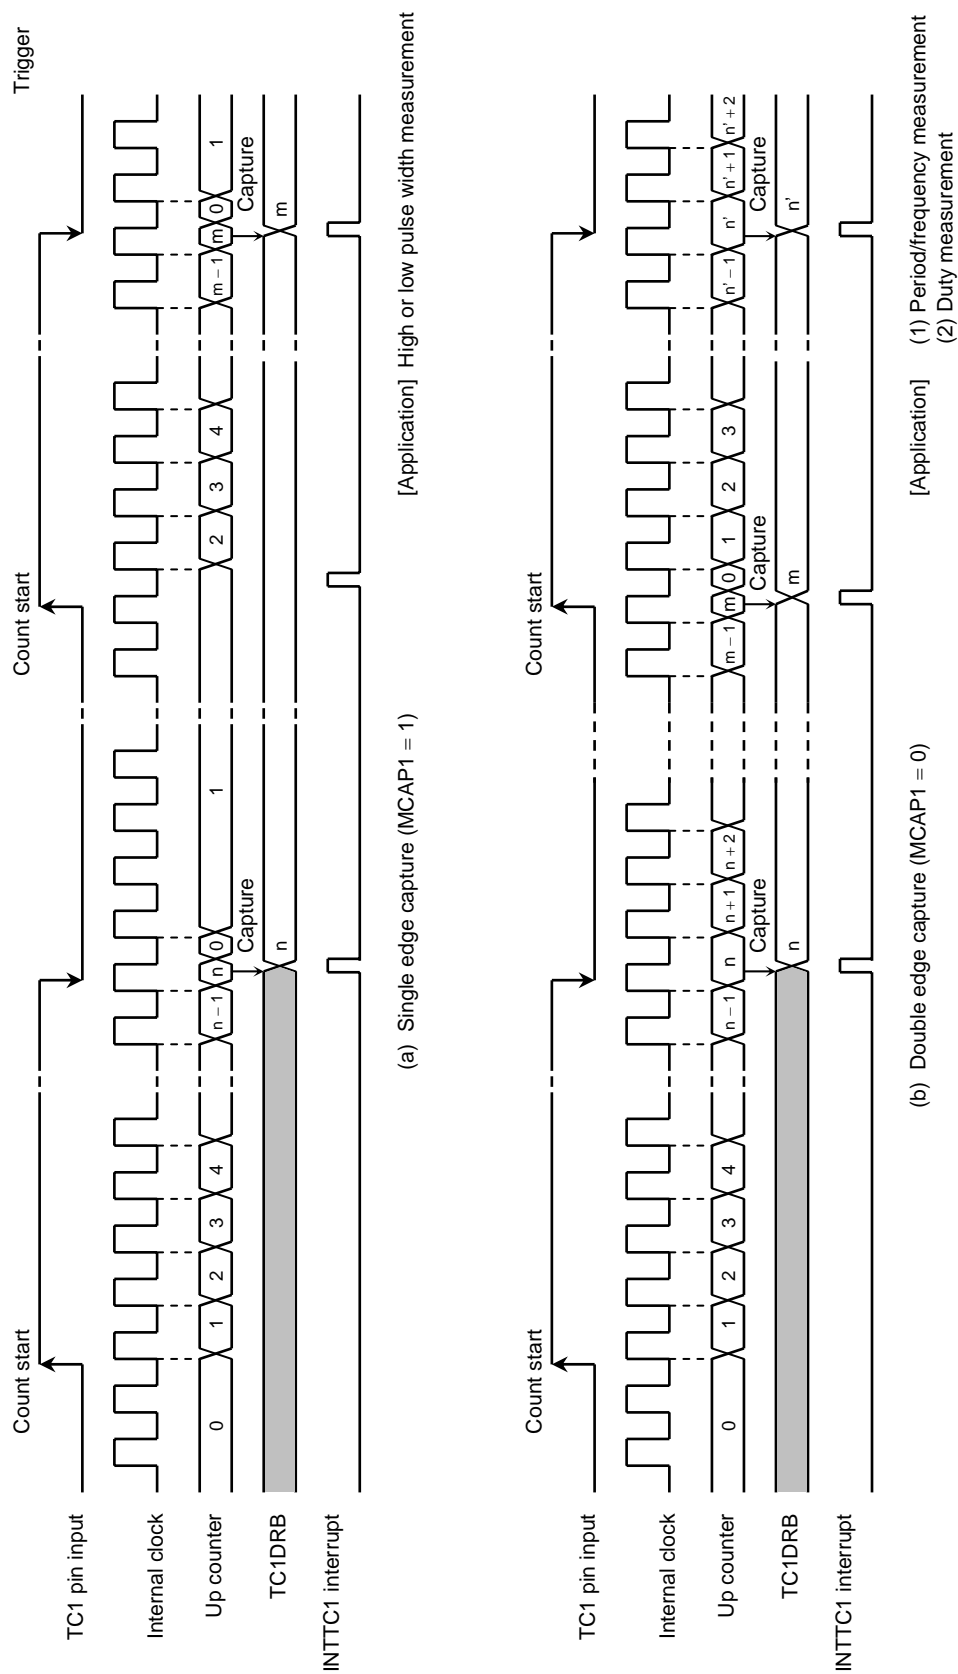 Count start
Trigger
TC1 pin input
Internal clock
Up counter
0 1 2 3 4 n − 1 n 0 1 2 3 4 m − 1 m 0 1
Capture
Capture
TC1DRB
n m
INTTC1 interrupt
Count start
(a) Single edge capture (MCAP1 = 1)
[Application] High or low pulse width measurement
Count start
Count start
TC1 pin input
Internal clock
Up counter
0 1 2 3 4 n − 1 n n + 1 n + 2 m − 1 m 0 1 2 3 n' − 1 n' n' + 1 n' + 2
Capture
Capture
Capture
TC1DRB
n m n'
INTTC1 interrupt
(b) Double edge capture (MCAP1 = 0)
[Application] (1) Period/frequency measurement
(2) Duty measurement